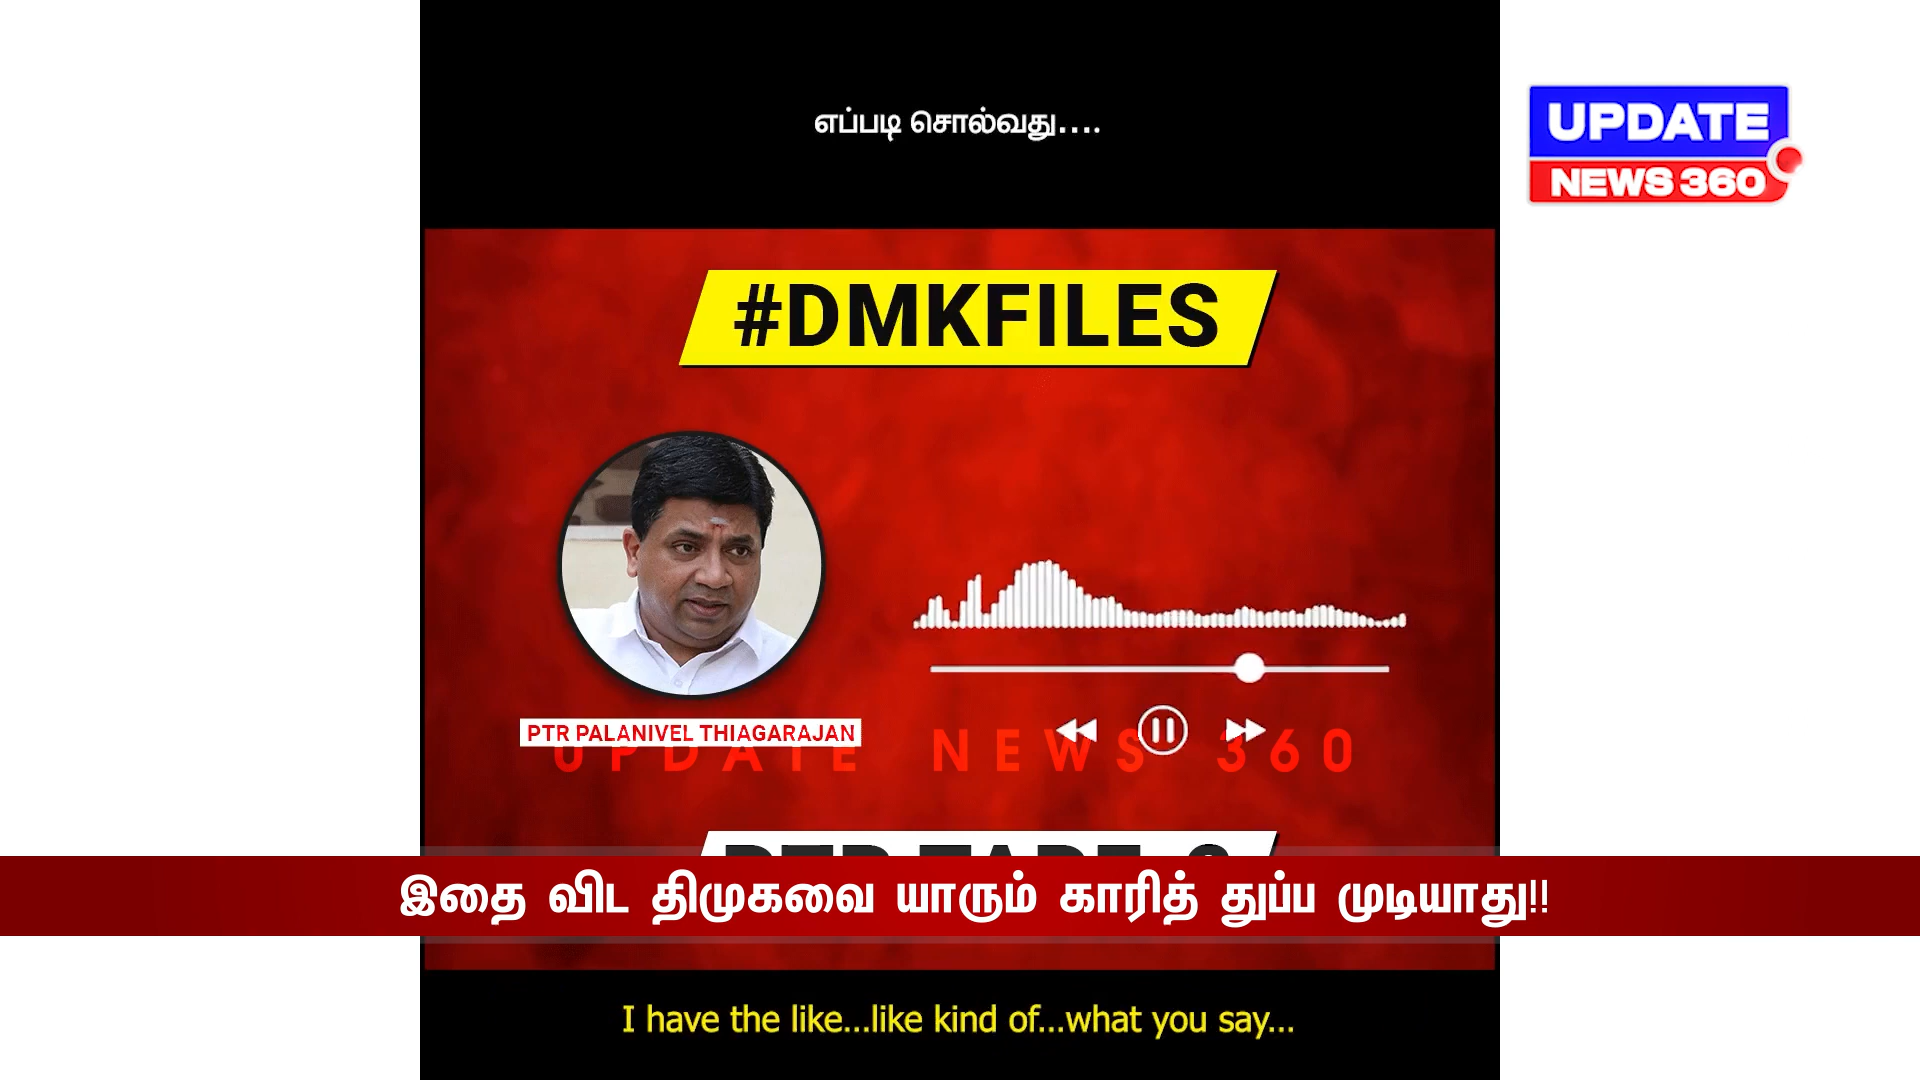 எப்படி சொல்வது....
UPDATE
NEWS 360
#DMKFILES
PTR PALANIVEL THIAGARAJAN
UPDATE NEWS 360
இதை விட திமுகவை யாரும் காரித் துப்ப முடியாது!!
I have the like...like kind of...what you say...